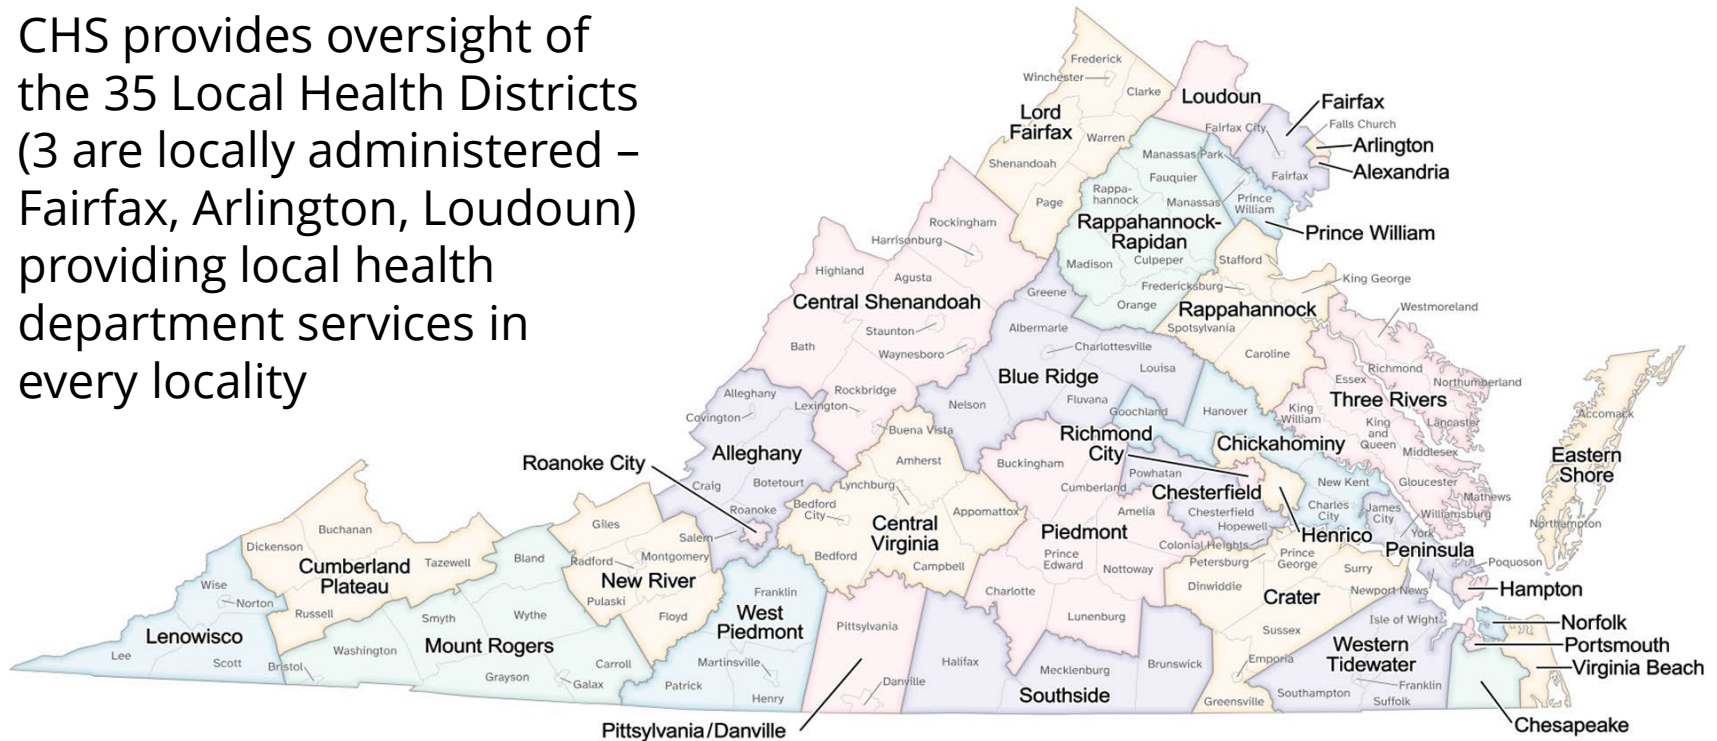 CHS provides oversight of
the 35 Local Health Districts
(3 are locally administered –
Fairfax, Arlington, Loudoun)
providing local health
department services in
every locality
Frederick
Winchester
Clarke
Lord
Fairfax
Warren
Shenandoah
Page
Loudoun
Fairfax
Fairfax City
Falls Church
Arlington
Alexandria
Fairfax
Manassas Park
Fauquier
Rappa-
hannock
Manassas
Prince
William
Rappahannock-
Rapidan
Prince William
Madison
Culpeper
Orange
Stafford
Fredericksburg
King George
Rappahannock
Spotsylvania
Caroline
Rockingham
Harrisonburg
Highland
Agusta
Central Shenandoah
Staunton
Bath
Waynesboro
Rockbridge
Lexington
Buena Vista
Greene
Albermarle
Charlottesville
Louisa
Blue Ridge
Nelson
Fluvana
Westmoreland
Richmond
Essex
Northumberland
Three Rivers
King
William
King
and
Queen
Lancaster
Middlesex
Gloucester
Mathews
Accomack
Eastern
Shore
Northampton
Alleghany
Covington
Alleghany
Craig
Botetourt
Roanoke
Salem
Roanoke City
Goochland
Hanover
Chickahominy
New Kent
Charles
City
Richmond
City
Powhatan
Chesterfield
Chesterfield
Hopewell
Colonial Heights
Henrico
Amherst
Lynchburg
Bedford
City
Appomattox
Central
Virginia
Bedford
Campbell
Buckingham
Cumberland
Amelia
Piedmont
Prince
Edward
Nottoway
Charlotte
Lunenburg
James
City
Williamsburg
York
Peninsula
Poquoson
Newport News
Hampton
Petersburg
Prince
George
Surry
Dinwiddie
Crater
Sussex
Emporia
Greensville
Isle of Wight
Western
Tidewater
Franklin
Southampton
Suffolk
Norfolk
Portsmouth
Virginia Beach
Chesapeake
Buchanan
Dickenson
Tazewell
Cumberland
Plateau
Russell
Wise
Norton
Lenowisco
Lee
Scott
Bland
Smyth
Wythe
Mount Rogers
Washington
Bristol
Grayson
Carroll
Galax
Giles
Radford
Montgomery
New River
Pulaski
Floyd
Franklin
West
Piedmont
Martinsville
Patrick
Henry
Pittsylvania
Danville
Pittsylvania/Danville
Halifax
Mecklenburg
Brunswick
Southside